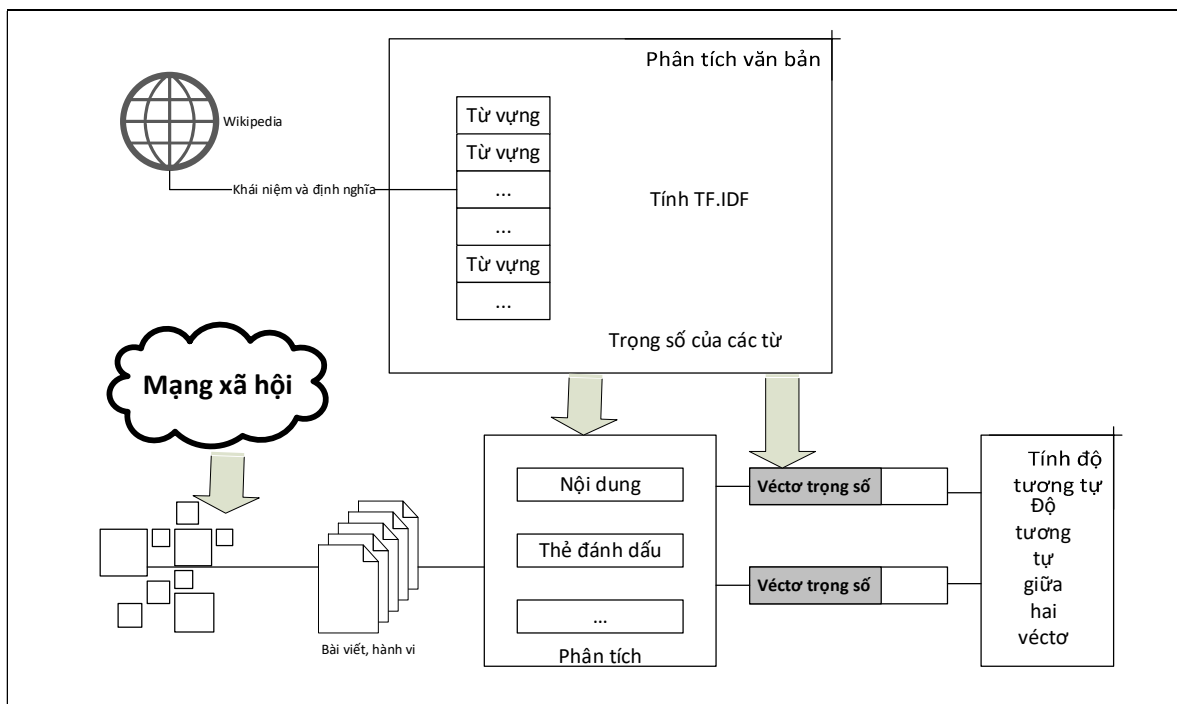 Phân tích văn bản
Wikipedia
Từ vựng
Từ vựng
...
...
Từ vựng
...
Khái niệm và định nghĩa
Tính TF.IDF
Trọng số của các từ
Mạng xã hội
Bài viết, hành vi
Nội dung
Thẻ đánh dấu
...
Phân tích
Véctơ trọng số
Véctơ trọng số
Tính độ
tương tự
Độ
tương
tự
giữa
hai
véctơ